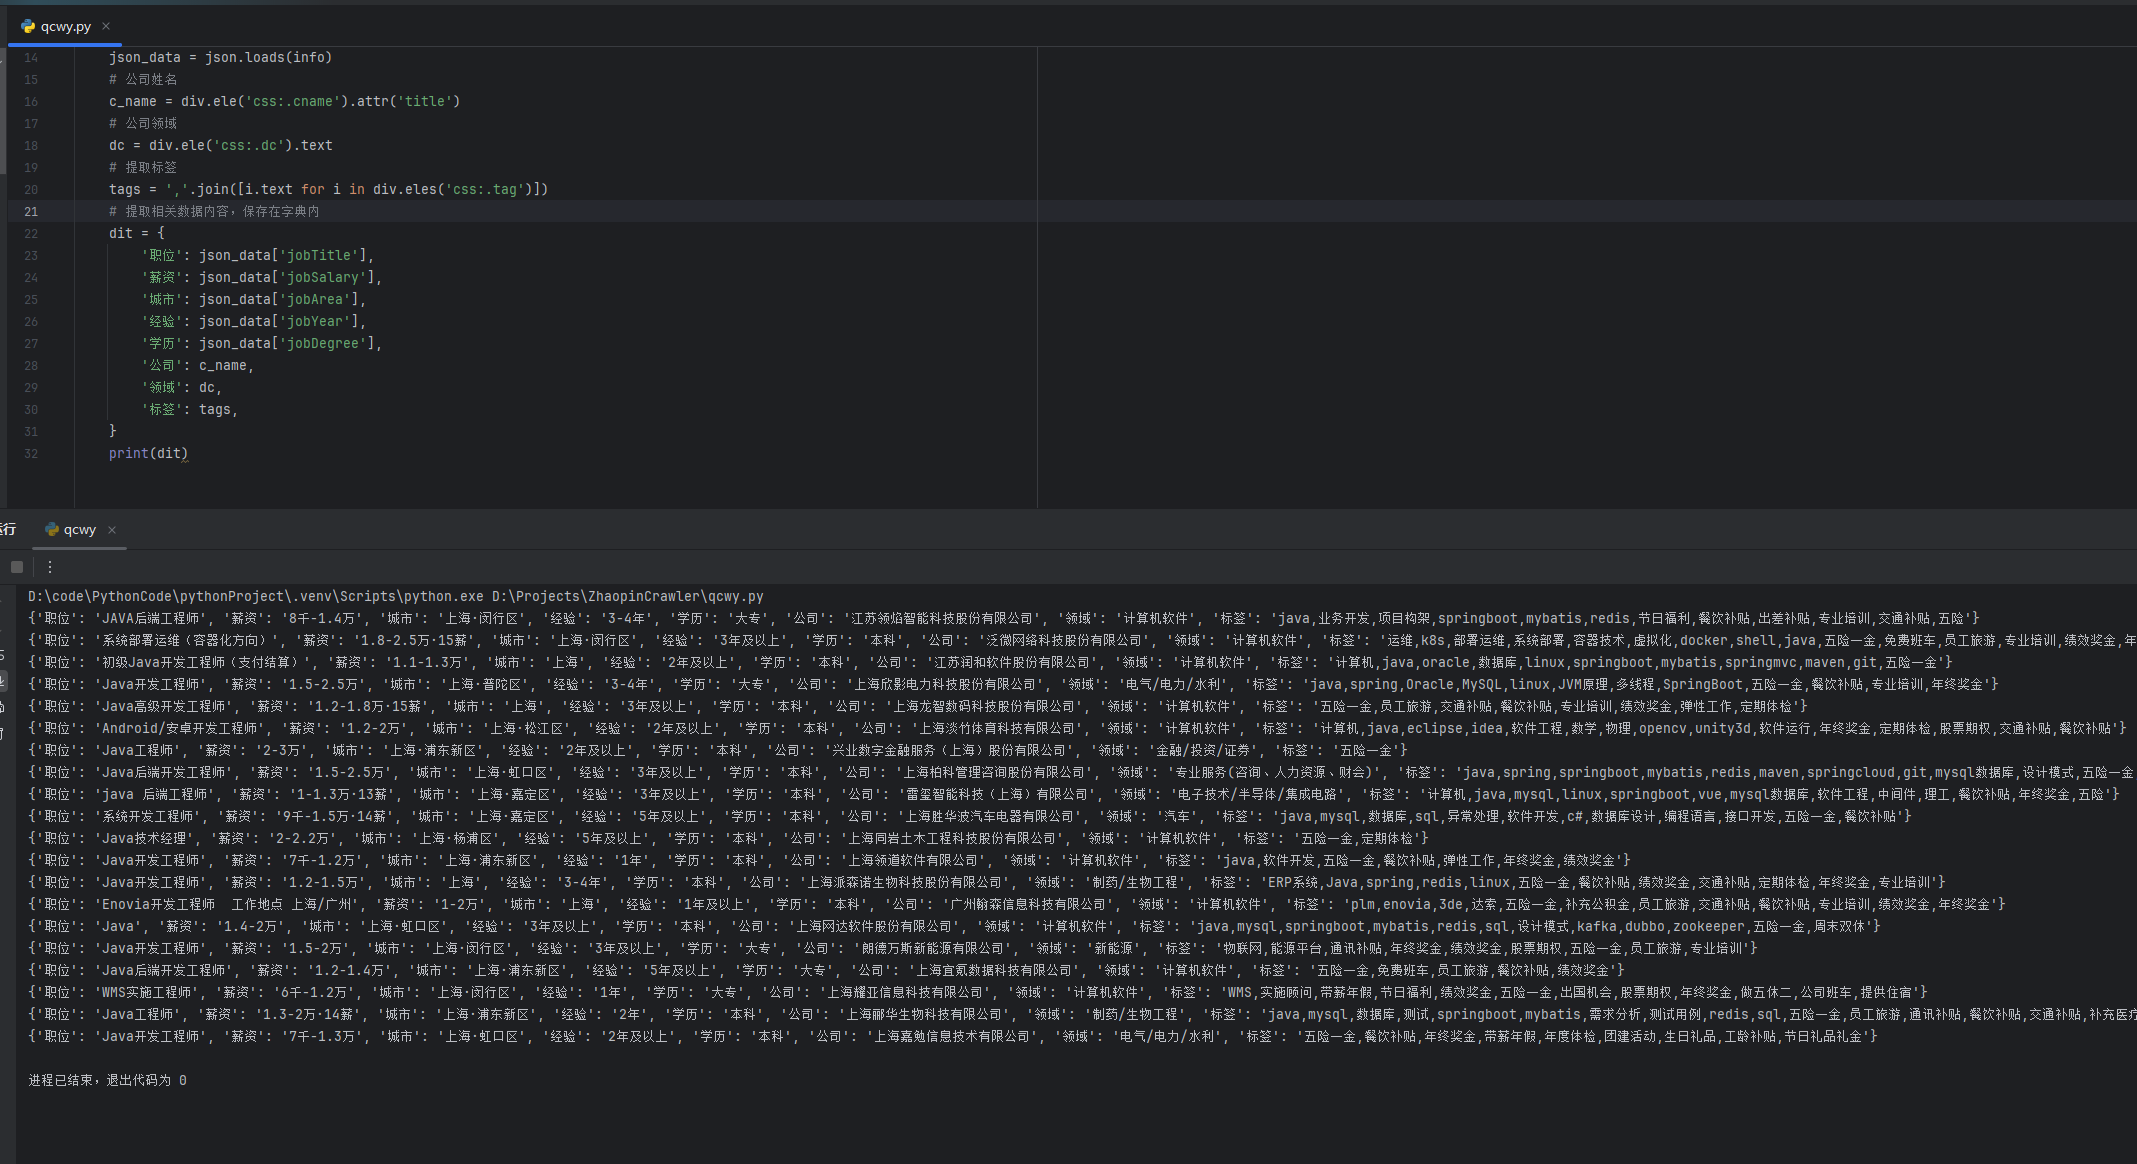 qcwy.py
14 json_data = json.loads(info)
15 # 公司姓名
16 c_name = div.ele('css:.cname').attr('title')
17 # 公司领域
18 dc = div.ele('css:.dc').text
19 # 提取标签
20 tags = ','.join([i.text for i in div.eles('css:.tag')])
21 # 提取相关数据内容，保存在字典内
22 dit = {
23 '职位': json_data['jobTitle'],
24 '薪资': json_data['jobSalary'],
25 '城市': json_data['jobArea'],
26 '经验': json_data['jobYear'],
27 '学历': json_data['jobDegree'],
28 '公司': c_name,
29 '领域': dc,
30 '标签': tags,
31 }
32 print(dit)
运行 qcwy
D:\code\PythonCode\pythonProject\.venv\Scripts\python.exe D:\Projects\ZhaopinCrawler\qcwy.py
{'职位': 'JAVA后端工程师', '薪资': '8千-1.4万', '城市': '上海·闵行区', '经验': '3-4年', '学历': '大专', '公司': '江苏领焰智能科技股份有限公司', '领域': '计算机软件', '标签': 'java,业务开发,项目构架,springboot,mybatis,redis,节日福利,餐饮补贴,出差补贴,专业培训,交通补贴,五险'}
{'职位': '系统部署运维（容器化方向）', '薪资': '1.8-2.5万·15薪', '城市': '上海·闵行区', '经验': '3年及以上', '学历': '本科', '公司': '泛微网络科技股份有限公司', '领域': '计算机软件', '标签': '运维,k8s,部署运维,系统部署,容器技术,虚拟化,docker,shell,java,五险一金,免费班车,员工旅游,专业培训,绩效奖金,年
{'职位': '初级Java开发工程师（支付结算）', '薪资': '1.1-1.3万', '城市': '上海', '经验': '2年及以上', '学历': '本科', '公司': '江苏润和软件股份有限公司', '领域': '计算机软件', '标签': '计算机,java,oracle,数据库,linux,springboot,mybatis,springmvc,maven,git,五险一金'}
{'职位': 'Java开发工程师', '薪资': '1.5-2.5万', '城市': '上海·普陀区', '经验': '3-4年', '学历': '大专', '公司': '上海欣影电力科技股份有限公司', '领域': '电气/电力/水利', '标签': 'java,spring,Oracle,MySQL,linux,JVM原理,多线程,SpringBoot,五险一金,餐饮补贴,专业培训,年终奖金'}
{'职位': 'Java高级开发工程师', '薪资': '1.2-1.8万·15薪', '城市': '上海', '经验': '3年及以上', '学历': '本科', '公司': '上海允智数码科技股份有限公司', '领域': '计算机软件', '标签': '五险一金,员工旅游,交通补贴,餐饮补贴,专业培训,绩效奖金,弹性工作,定期体检'}
{'职位': 'Android/安卓开发工程师', '薪资': '1.2-2万', '城市': '上海·松江区', '经验': '2年及以上', '学历': '本科', '公司': '上海淡竹体育科技有限公司', '领域': '计算机软件', '标签': '计算机,java,eclipse,idea,软件工程,数学,物理,opencv,unity3d,软件运行,年终奖金,定期体检,股票期权,交通补贴,餐饮补贴'}
{'职位': 'Java工程师', '薪资': '2-3万', '城市': '上海·浦东新区', '经验': '2年及以上', '学历': '本科', '公司': '兴业数字金融服务（上海）股份有限公司', '领域': '金融/投资/证券', '标签': '五险一金'}
{'职位': 'Java后端开发工程师', '薪资': '1.5-2.5万', '城市': '上海·虹口区', '经验': '3年及以上', '学历': '本科', '公司': '上海柏科管理咨询股份有限公司', '领域': '专业服务(咨询、人力资源、财会)', '标签': 'java,spring,springboot,mybatis,redis,maven,springcloud,git,mysql数据库,设计模式,五险一金
{'职位': 'java 后端工程师', '薪资': '1-1.3万·13薪', '城市': '上海·嘉定区', '经验': '3年及以上', '学历': '本科', '公司': '雷玺智能科技（上海）有限公司', '领域': '电子技术/半导体/集成电路', '标签': '计算机,java,mysql,linux,springboot,vue,mysql数据库,软件工程,中间件,理工,餐饮补贴,年终奖金,五险'}
{'职位': '系统开发工程师', '薪资': '9千-1.5万·14薪', '城市': '上海·嘉定区', '经验': '5年及以上', '学历': '本科', '公司': '上海胜华波汽车电器有限公司', '领域': '汽车', '标签': 'java,mysql,数据库,sql,异常处理,软件开发,c#,数据库设计,编程语言,接口开发,五险一金,餐饮补贴'}
{'职位': 'Java技术经理', '薪资': '2-2.2万', '城市': '上海·杨浦区', '经验': '5年及以上', '学历': '本科', '公司': '上海同岩土木工程科技股份有限公司', '领域': '计算机软件', '标签': '五险一金,定期体检'}
{'职位': 'Java开发工程师', '薪资': '7千-1.2万', '城市': '上海·浦东新区', '经验': '1年', '学历': '本科', '公司': '上海领道软件有限公司', '领域': '计算机软件', '标签': 'java,软件开发,五险一金,餐饮补贴,弹性工作,年终奖金,绩效奖金'}
{'职位': 'Java开发工程师', '薪资': '1.2-1.5万', '城市': '上海', '经验': '3-4年', '学历': '本科', '公司': '上海派森诺生物科技股份有限公司', '领域': '制药/生物工程', '标签': 'ERP系统,Java,spring,redis,linux,五险一金,餐饮补贴,绩效奖金,交通补贴,定期体检,年终奖金,专业培训'}
{'职位': 'Enovia开发工程师  工作地点 上海/广州', '薪资': '1-2万', '城市': '上海', '经验': '1年及以上', '学历': '本科', '公司': '广州翰森信息科技有限公司', '领域': '计算机软件', '标签': 'plm,enovia,3de,达索,五险一金,补充公积金,员工旅游,交通补贴,餐饮补贴,专业培训,绩效奖金,年终奖金'}
{'职位': 'Java', '薪资': '1.4-2万', '城市': '上海·虹口区', '经验': '3年及以上', '学历': '本科', '公司': '上海网达软件股份有限公司', '领域': '计算机软件', '标签': 'java,mysql,springboot,mybatis,redis,sql,设计模式,kafka,dubbo,zookeeper,五险一金,周末双休'}
{'职位': 'Java开发工程师', '薪资': '1.5-2万', '城市': '上海·闵行区', '经验': '3年及以上', '学历': '大专', '公司': '朗德万斯新能源有限公司', '领域': '新能源', '标签': '物联网,能源平台,通讯补贴,年终奖金,绩效奖金,股票期权,五险一金,员工旅游,专业培训'}
{'职位': 'Java后端开发工程师', '薪资': '1.2-1.4万', '城市': '上海·浦东新区', '经验': '5年及以上', '学历': '大专', '公司': '上海宜氪数据科技有限公司', '领域': '计算机软件', '标签': '五险一金,免费班车,员工旅游,餐饮补贴,绩效奖金'}
{'职位': 'WMS实施工程师', '薪资': '6千-1.2万', '城市': '上海·闵行区', '经验': '1年', '学历': '大专', '公司': '上海耀亚信息科技有限公司', '领域': '计算机软件', '标签': 'WMS,实施顾问,带薪年假,节日福利,绩效奖金,五险一金,出国机会,股票期权,年终奖金,做五休二,公司班车,提供住宿'}
{'职位': 'Java工程师', '薪资': '1.3-2万·14薪', '城市': '上海·浦东新区', '经验': '2年', '学历': '本科', '公司': '上海郦华生物科技有限公司', '领域': '制药/生物工程', '标签': 'java,mysql,数据库,测试,springboot,mybatis,需求分析,测试用例,redis,sql,五险一金,员工旅游,通讯补贴,餐饮补贴,交通补贴,补充医疗
{'职位': 'Java开发工程师', '薪资': '7千-1.3万', '城市': '上海·虹口区', '经验': '2年及以上', '学历': '本科', '公司': '上海嘉勉信息技术有限公司', '领域': '电气/电力/水利', '标签': '五险一金,餐饮补贴,年终奖金,带薪年假,年度体检,团建活动,生日礼品,工龄补贴,节日礼品礼金'}
进程已结束，退出代码为 0